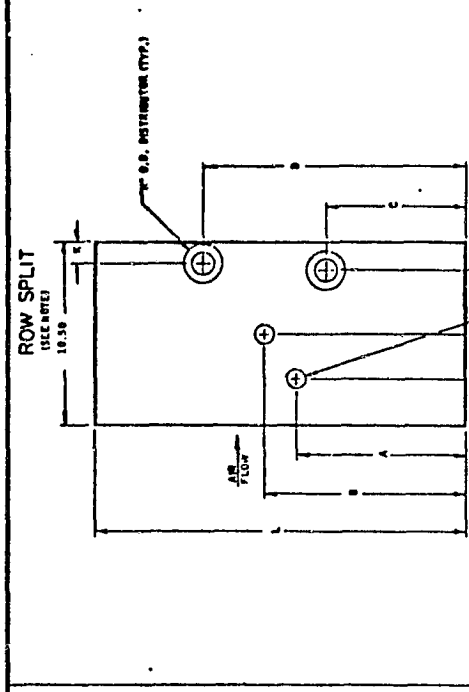 ROW SPLIT
(SEE NOTE)
10.50
K
O.D. DISTRIBUTOR (TYP.)
AIR
FLOW
L
B
A
C
D